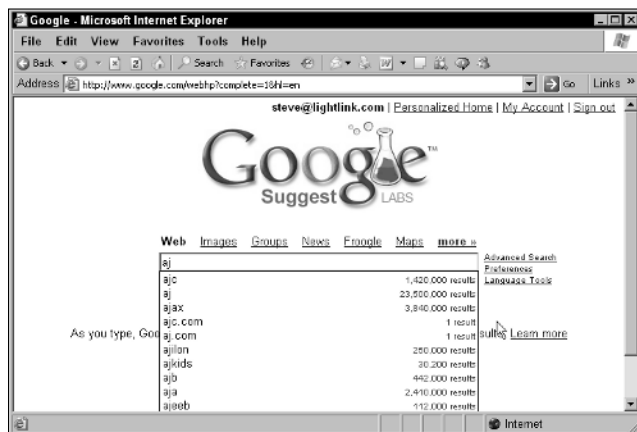 Google - Microsoft Internet Explorer
File Edit View Favorites Tools Help
Back Search Favorites
Address http://www.google.com/webhp?complete=1&hl=en Go Links »
steve@lightlink.com | Personalized Home | My Account | Sign out
Google™
Suggest LABS
Web Images Groups News Froogle Maps more »
aj
Advanced Search
Preferences
Language Tools
ajc 1,420,000 results
aj 23,500,000 results
ajax 3,840,000 results
ajc.com 1 result
aj.com 1 result
As you type, Goo sults. Learn more
ajilon 250,000 results
ajkids 30,200 results
ajb 442,000 results
aja 2,410,000 results
ajeeb 112,000 results
Internet